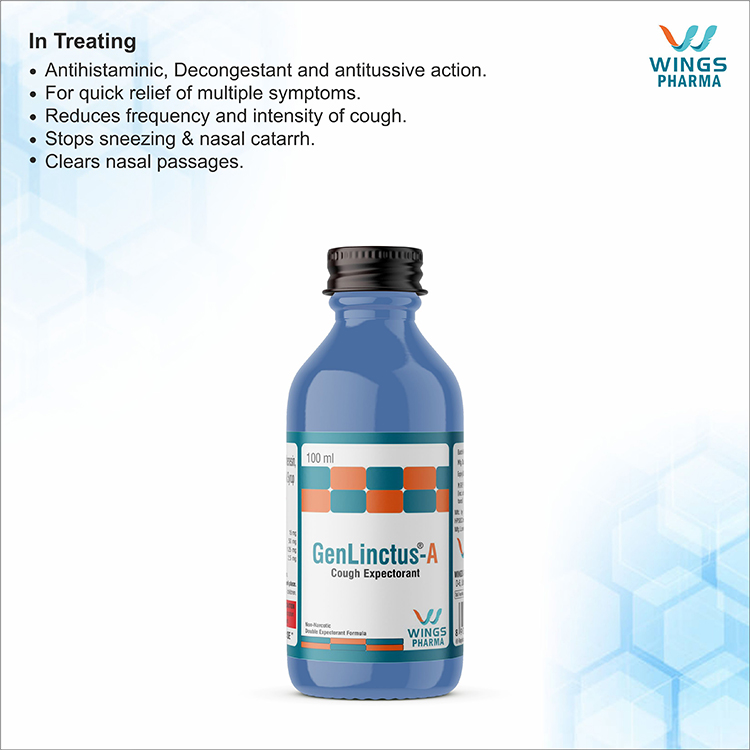 In Treating
• Antihistaminic, Decongestant and antitussive action.
• For quick relief of multiple symptoms.
• Reduces frequency and intensity of cough.
• Stops sneezing & nasal catarrh.
• Clears nasal passages.
WINGS
PHARMA
100 ml
GenLinctus®-A
Cough Expectorant
Non-Narcotic
Double Expectorant Formula
WINGS
PHARMA